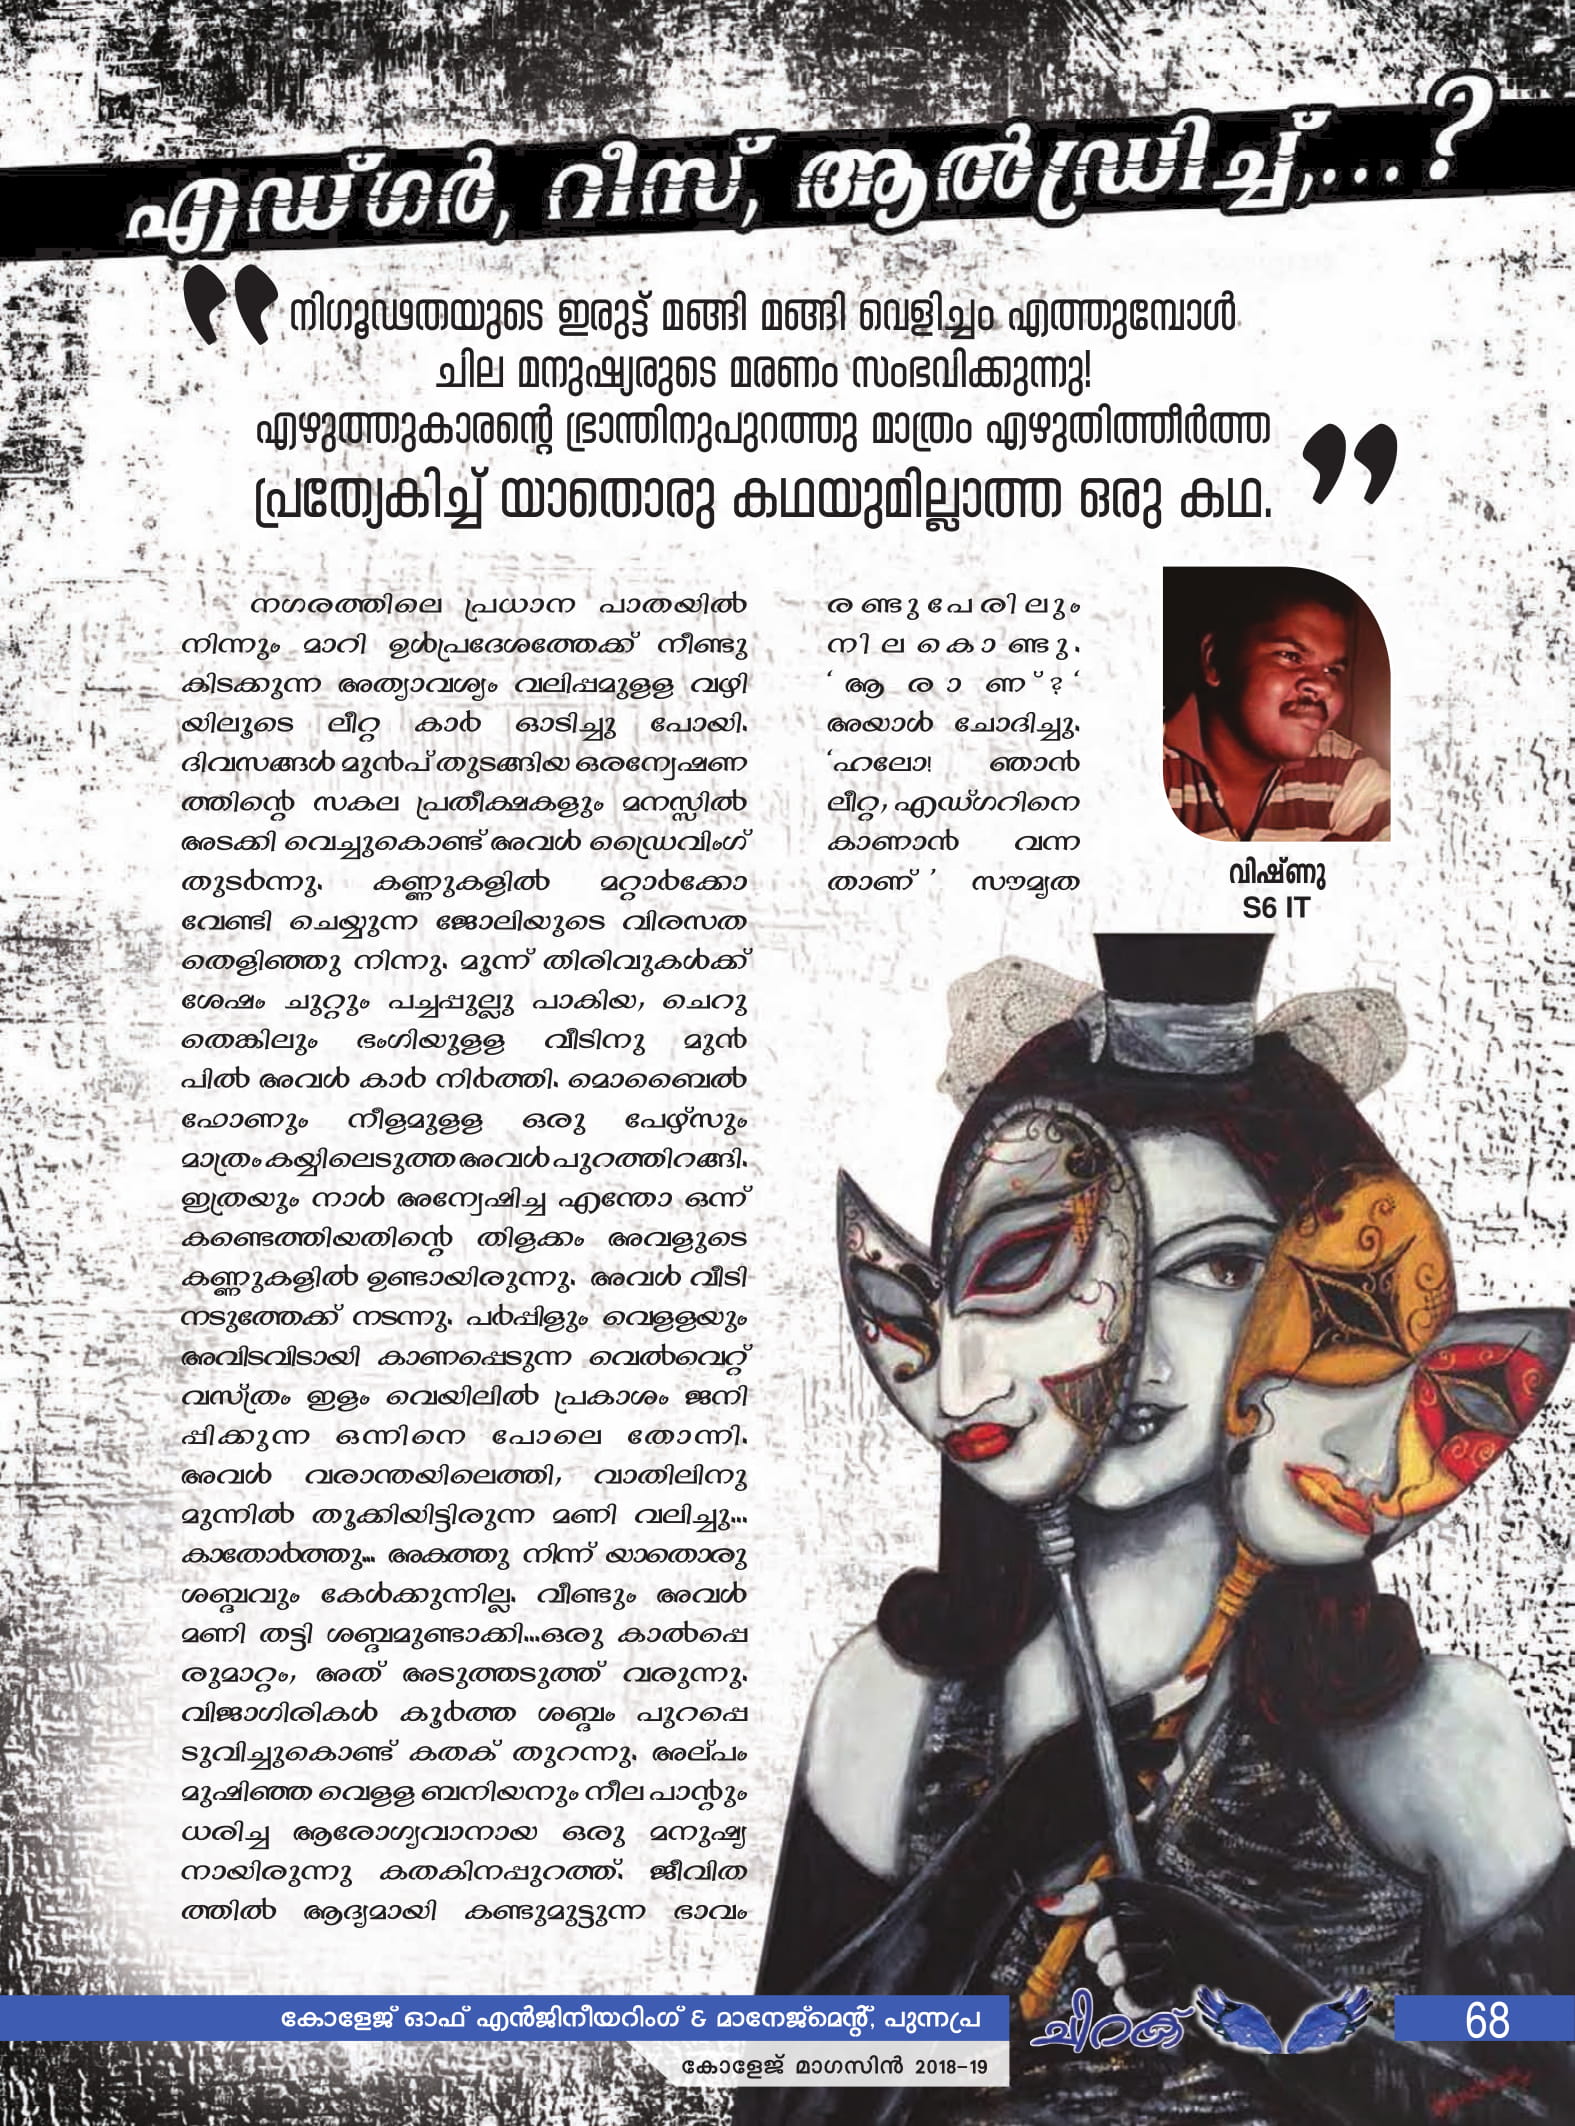 എഡ്ഗർ, റീസ്, ആൽഡ്രിച്ച്,...?
" നിഗൂഢതയുടെ ഇരുട്ട് മങ്ങി മങ്ങി വെളിച്ചം എത്തുമ്പോൾ
ചില മനുഷ്യരുടെ മരണം സംഭവിക്കുന്നു!
എഴുത്തുകാരന്റെ ഭ്രാന്തിനുപുറത്തു മാത്രം എഴുതിത്തീർത്ത
പ്രത്യേകിച്ച് യാതൊരു കഥയുമില്ലാത്ത ഒരു കഥ. "
നഗരത്തിലെ പ്രധാന പാതയിൽ
നിന്നും മാറി ഉൾപ്രദേശത്തേക്ക് നീണ്ടു
കിടക്കുന്ന അത്യാവശ്യം വലിപ്പമുള്ള വഴി
യിലൂടെ ലീറ്റ കാർ ഓടിച്ചു പോയി.
ദിവസങ്ങൾ മുൻപ് തുടങ്ങിയ ഒരന്വേഷണ
ത്തിന്റെ സകല പ്രതീക്ഷകളും മനസ്സിൽ
അടക്കി വെച്ചുകൊണ്ട് അവൾ ഡ്രൈവിംഗ്
തുടർന്നു. കണ്ണുകളിൽ മറ്റാർക്കോ
വേണ്ടി ചെയ്യുന്ന ജോലിയുടെ വിരസത
തെളിഞ്ഞു നിന്നു. മൂന്ന് തിരിവുകൾക്ക്
ശേഷം ചുറ്റും പച്ചപ്പുല്ലു പാകിയ, ചെറു
തെങ്കിലും ഭംഗിയുള്ള വീടിനു മുൻ
പിൽ അവൾ കാർ നിർത്തി. മൊബൈൽ
ഫോണും നീളമുള്ള ഒരു പേഴ്സും
മാത്രം കയ്യിലെടുത്ത അവൾ പുറത്തിറങ്ങി.
ഇത്രയും നാൾ അന്വേഷിച്ച എന്തോ ഒന്ന്
കണ്ടെത്തിയതിന്റെ തിളക്കം അവളുടെ
കണ്ണുകളിൽ ഉണ്ടായിരുന്നു. അവൾ വീടി
നടുത്തേക്ക് നടന്നു. പർപ്പിളും വെള്ളയും
അവിടവിടായി കാണപ്പെടുന്ന വെൽവെറ്റ്
വസ്ത്രം ഇളം വെയിലിൽ പ്രകാശം ജനി
പ്പിക്കുന്ന ഒന്നിനെ പോലെ തോന്നി.
അവൾ വരാന്തയിലെത്തി, വാതിലിനു
മുന്നിൽ തൂക്കിയിട്ടിരുന്ന മണി വലിച്ചു...
കാതോർത്തു... അകത്തു നിന്ന് യാതൊരു
ശബ്ദവും കേൾക്കുന്നില്ല. വീണ്ടും അവൾ
മണി തട്ടി ശബ്ദമുണ്ടാക്കി...ഒരു കാൽപ്പെ
രുമാറ്റം, അത് അടുത്തടുത്ത് വരുന്നു.
വിജാഗിരികൾ കൂർത്ത ശബ്ദം പുറപ്പെ
ടുവിച്ചുകൊണ്ട് കതക് തുറന്നു. അല്പം
മുഷിഞ്ഞ വെള്ള ബനിയനും നീല പാന്റും
ധരിച്ച ആരോഗ്യവാനായ ഒരു മനുഷ്യ
നായിരുന്നു കതകിനപ്പുറത്ത്. ജീവിത
ത്തിൽ ആദ്യമായി കണ്ടുമുട്ടുന്ന ഭാവം
രണ്ടുപേരിലും
നിലകൊണ്ടു.
'ആരാണ്?'
അയാൾ ചോദിച്ചു.
'ഹലോ! ഞാൻ
ലീറ്റ, എഡ്ഗറിനെ
കാണാൻ വന്ന
താണ്' സൗമ്യത
വിഷ്ണു
S6 IT
കോളേജ് ഓഫ് എൻജിനീയറിംഗ് & മാനേജ്മെന്റ്, പുന്നപ്ര
ചിറക്
68
കോളേജ് മാഗസിൻ 2018-19